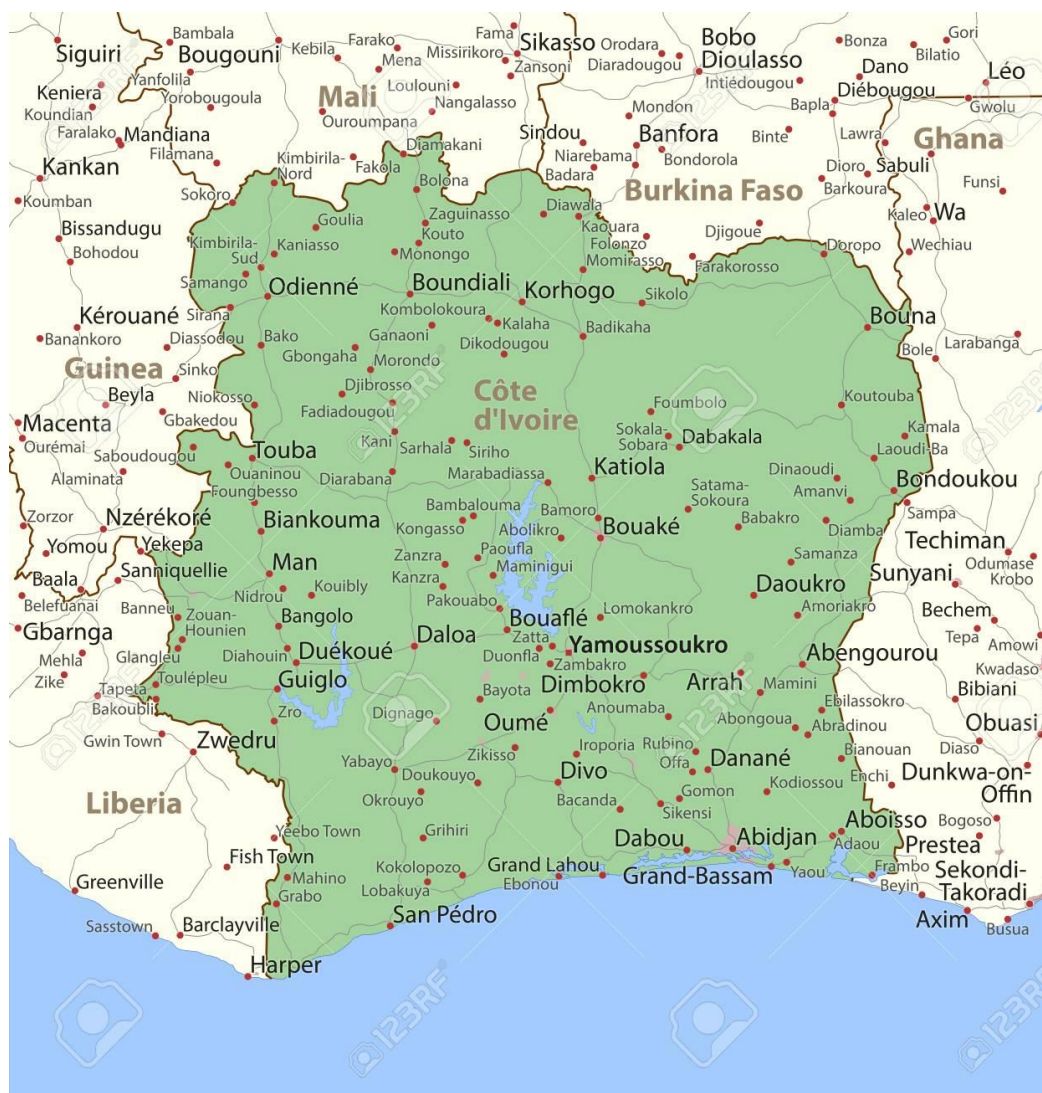 Bambala
Fama
Gori
Siguiri
Bougouni
Kebila
Farako
Missirikoro
Sikasso
Orodara
Bobo
Dioulasso
Bonza
Bilatio
Yanfolila
Mena
Zansoni
Diaradougou
Intiédougou
Dano
Léo
Keniera
Loulouni
Diébougou
Koundian
Yorobougoula
Mali
Nangalasso
Bapla
Gwolu
Faralako
Mandiana
Ouroumpana
Mondon
Sindou
Banfora
Binte
Lawra
Ghana
Filamana
Kimbirila-
Nord
Fakola
Diamakani
Niarebama
Badara
Bondorola
Dioro
Sabuli
Kankan
Bolona
Burkina Faso
Barkoura
Funsi
Koumban
Sokoro
Goulia
Zaguinasso
Diawala
Kaleo
Wa
Bissandugu
Kimbirila-
Sud
Kaniasso
Kouto
Kaouara
Folonzo
Djigouè
Doropo
Wechiau
Bohodou
Monongo
Momirasso
Farakorosso
Samango
Odienné
Boundiali
Korhogo
Sikolo
Kérouané
Sirana
Kombolokoura
Kalaha
Badikaha
Bouna
Banankoro
Diassodou
Bako
Ganaoni
Gbongaha
Dikodougou
Bole
Larabanga
Guinea
Sinko
Morondo
Côte
d'Ivoire
Beyla
Niokosso
Djibrosso
Fadiadougou
Foumbolo
Koutouba
Macenta
Gbakedou
Kani
Sokala-
Sobara
Dabakala
Kamala
Ourémai
Saboudougou
Touba
Sarhala
Siriho
Laoudi-Ba
Alaminata
Ouaninou
Diarabana
Marabadiassa
Katiola
Dinaoudi
Bondoukou
Foungbesso
Satama-
Sokoura
Amanvi
Zorzor
Nzérékoré
Biankouma
Bambalouma
Kongasso
Bamoro
Abolikro
Bouaké
Babakro
Diamba
Sampa
Yomou
Yekepa
Man
Zanzra
Paoufla
Samanza
Techiman
Baala
Sanniquellie
Kanzra
Maminigui
Daoukro
Sunyani
Odumase
Krobo
Belefuanai
Banneu
Nidrou
Kouibly
Pakouabo
Lomokankro
Amoriakro
Bechem
Gbarnga
Zouan-
Hounien
Bangolo
Bouaflé
Tepa
Amowi
Mehla
Glangleu
Diahouin
Duékoué
Daloa
Zatta
Duonfla
Yamoussoukro
Abengourou
Kwadaso
Zike
Toulépleu
Guiglo
Zambakro
Dimbokro
Arrah
Mamini
Bibiani
Tapeta
Bakoubli
Zro
Dignago
Bayota
Oumé
Anoumaba
Abongoua
Ebilassokro
Abradinou
Obuasi
Gwin Town
Zwedru
Zikisso
Iroporia
Rubino
Bianouan
Diaso
Yabayo
Doukouyo
Divo
Offa
Danané
Enchi
Dunkwa-on-
Offin
Liberia
Okrouyo
Bacanda
Gomon
Sikensi
Kodiossou
Bogoso
Yeebo Town
Grihiri
Dabou
Abidjan
Aboisso
Adaou
Prestea
Fish Town
Kokolopozo
Grand Lahou
Grand-Bassam
Yaou
Frambo
Sekondi-
Takoradi
Greenville
Mahino
Lobakuya
Ebonou
Beyin
Grabo
San Pédro
Axim
Busua
Sasstown
Barclayville
Harper
123RF